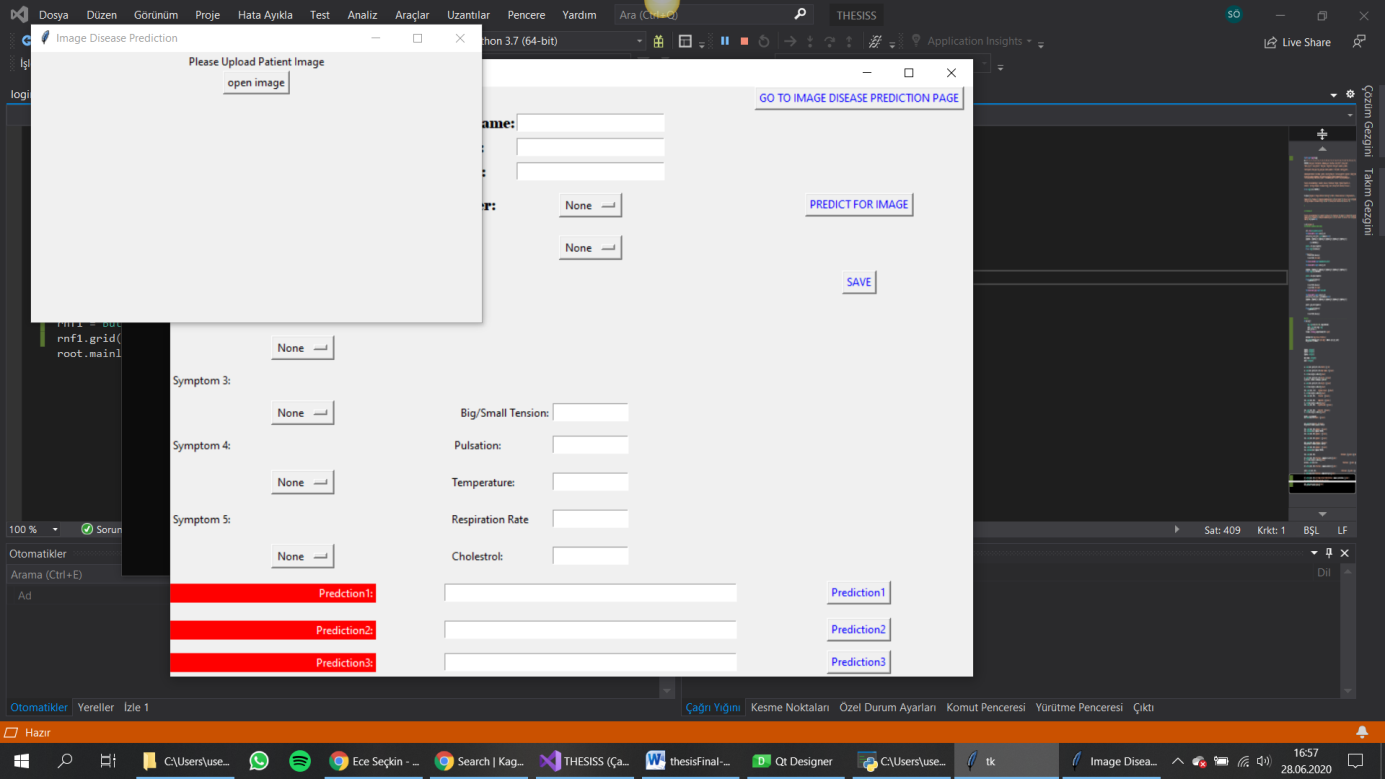 Dosya Düzen Görünüm Proje Hata Ayıkla Test Analiz Araçlar Uzantılar Pencere Yardım Ara (Ctrl+Q) THESISS SÖ
Image Disease Prediction
3.7 (64-bit) Application Insights Live Share
Please Upload Patient Image
open image
GO TO IMAGE DISEASE PREDICTION PAGE
Çözüm Gezgini
Takım Gezgini
None PREDICT FOR IMAGE
None
SAVE
rnf1.grid(
None
Symptom 3:
None Big/Small Tension:
Symptom 4: Pulsation:
None Temperature:
Symptom 5: Respiration Rate
100 % Sat: 409 Krkt: 1 BŞL LF
None Cholestrol:
Otomatikler
Arama (Ctrl+E) Dil
Ad
Predction1: Prediction1
Prediction2: Prediction2
Prediction3: Prediction3
Otomatikler Yereller İzle 1 Çağrı Yığını Kesme Noktaları Özel Durum Ayarları Komut Penceresi Yürütme Penceresi Çıktı
Hazır
C:\Users\use... Ece Seçkin - ... Search | Kag... THESISS (Ça... thesisFinal-... Qt Designer C:\Users\use... tk Image Disea... 16:57
28.06.2020